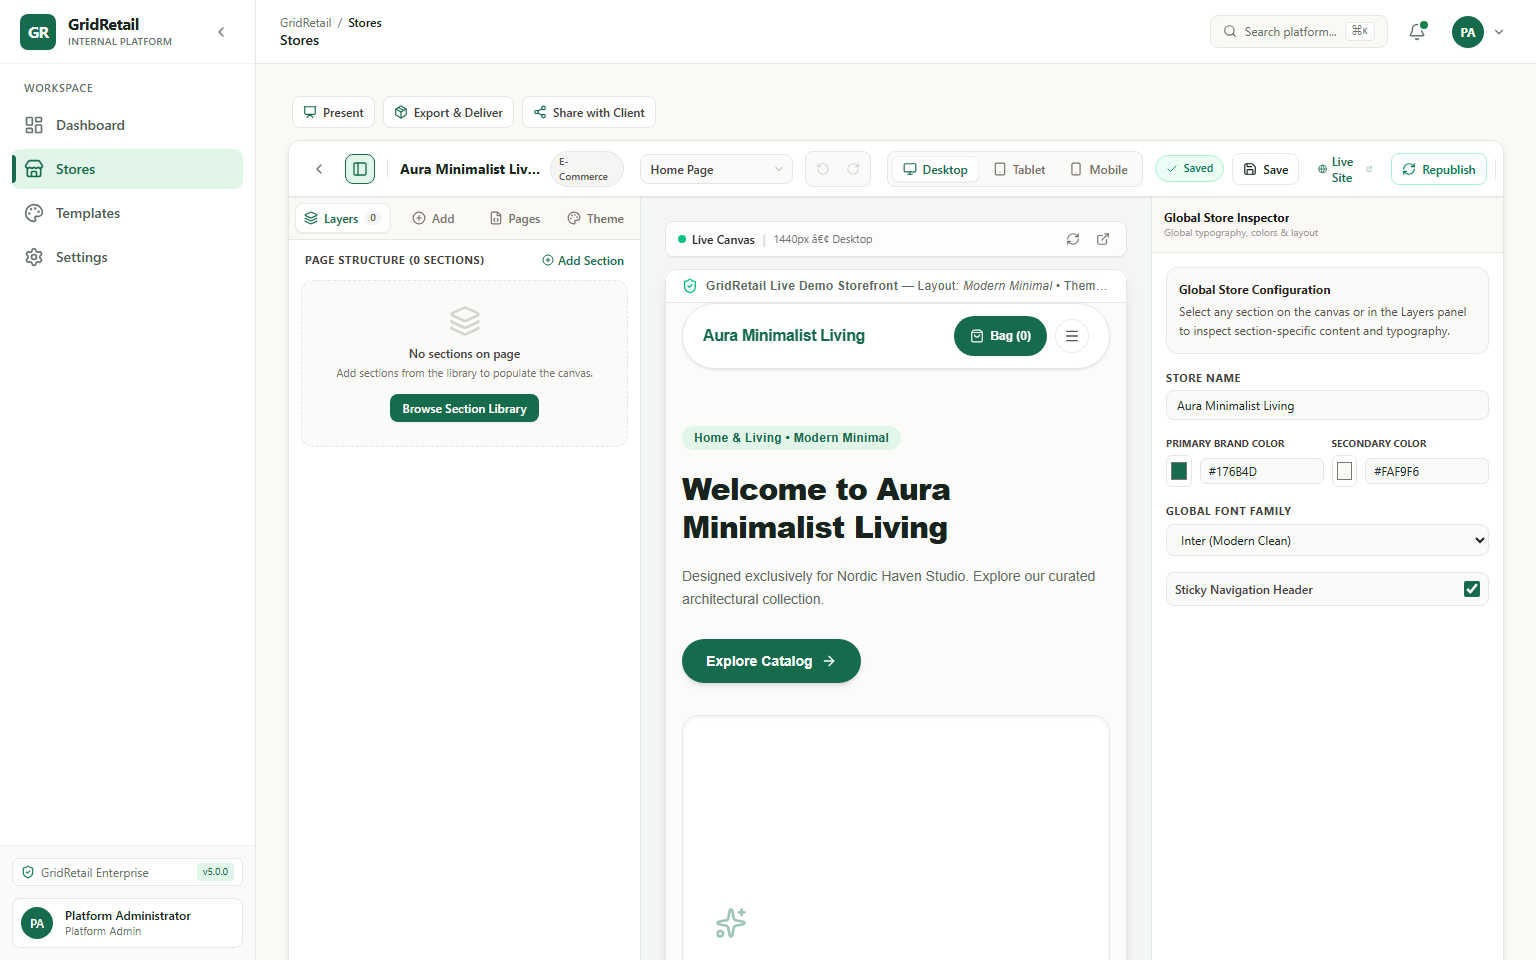 GR
GridRetail
INTERNAL PLATFORM
GridRetail / Stores
Stores
Search platform... ⌘K
PA
WORKSPACE
Dashboard
Stores
Templates
Settings
GridRetail Enterprise v5.0.0
PA
Platform Administrator
Platform Admin
Present
Export & Deliver
Share with Client
Aura Minimalist Liv...
E-
Commerce
Home Page
Desktop
Tablet
Mobile
Saved
Save
Live
Site
Republish
Layers 0
Add
Pages
Theme
PAGE STRUCTURE (0 SECTIONS)
Add Section
No sections on page
Add sections from the library to populate the canvas.
Browse Section Library
Live Canvas | 1440px â€¢ Desktop
GridRetail Live Demo Storefront — Layout: Modern Minimal • Them...
Aura Minimalist Living
Bag (0)
Home & Living • Modern Minimal
Welcome to Aura
Minimalist Living
Designed exclusively for Nordic Haven Studio. Explore our curated
architectural collection.
Explore Catalog
Global Store Inspector
Global typography, colors & layout
Global Store Configuration
Select any section on the canvas or in the Layers panel
to inspect section-specific content and typography.
STORE NAME
Aura Minimalist Living
PRIMARY BRAND COLOR
SECONDARY COLOR
#176B4D
#FAF9F6
GLOBAL FONT FAMILY
Inter (Modern Clean)
Sticky Navigation Header